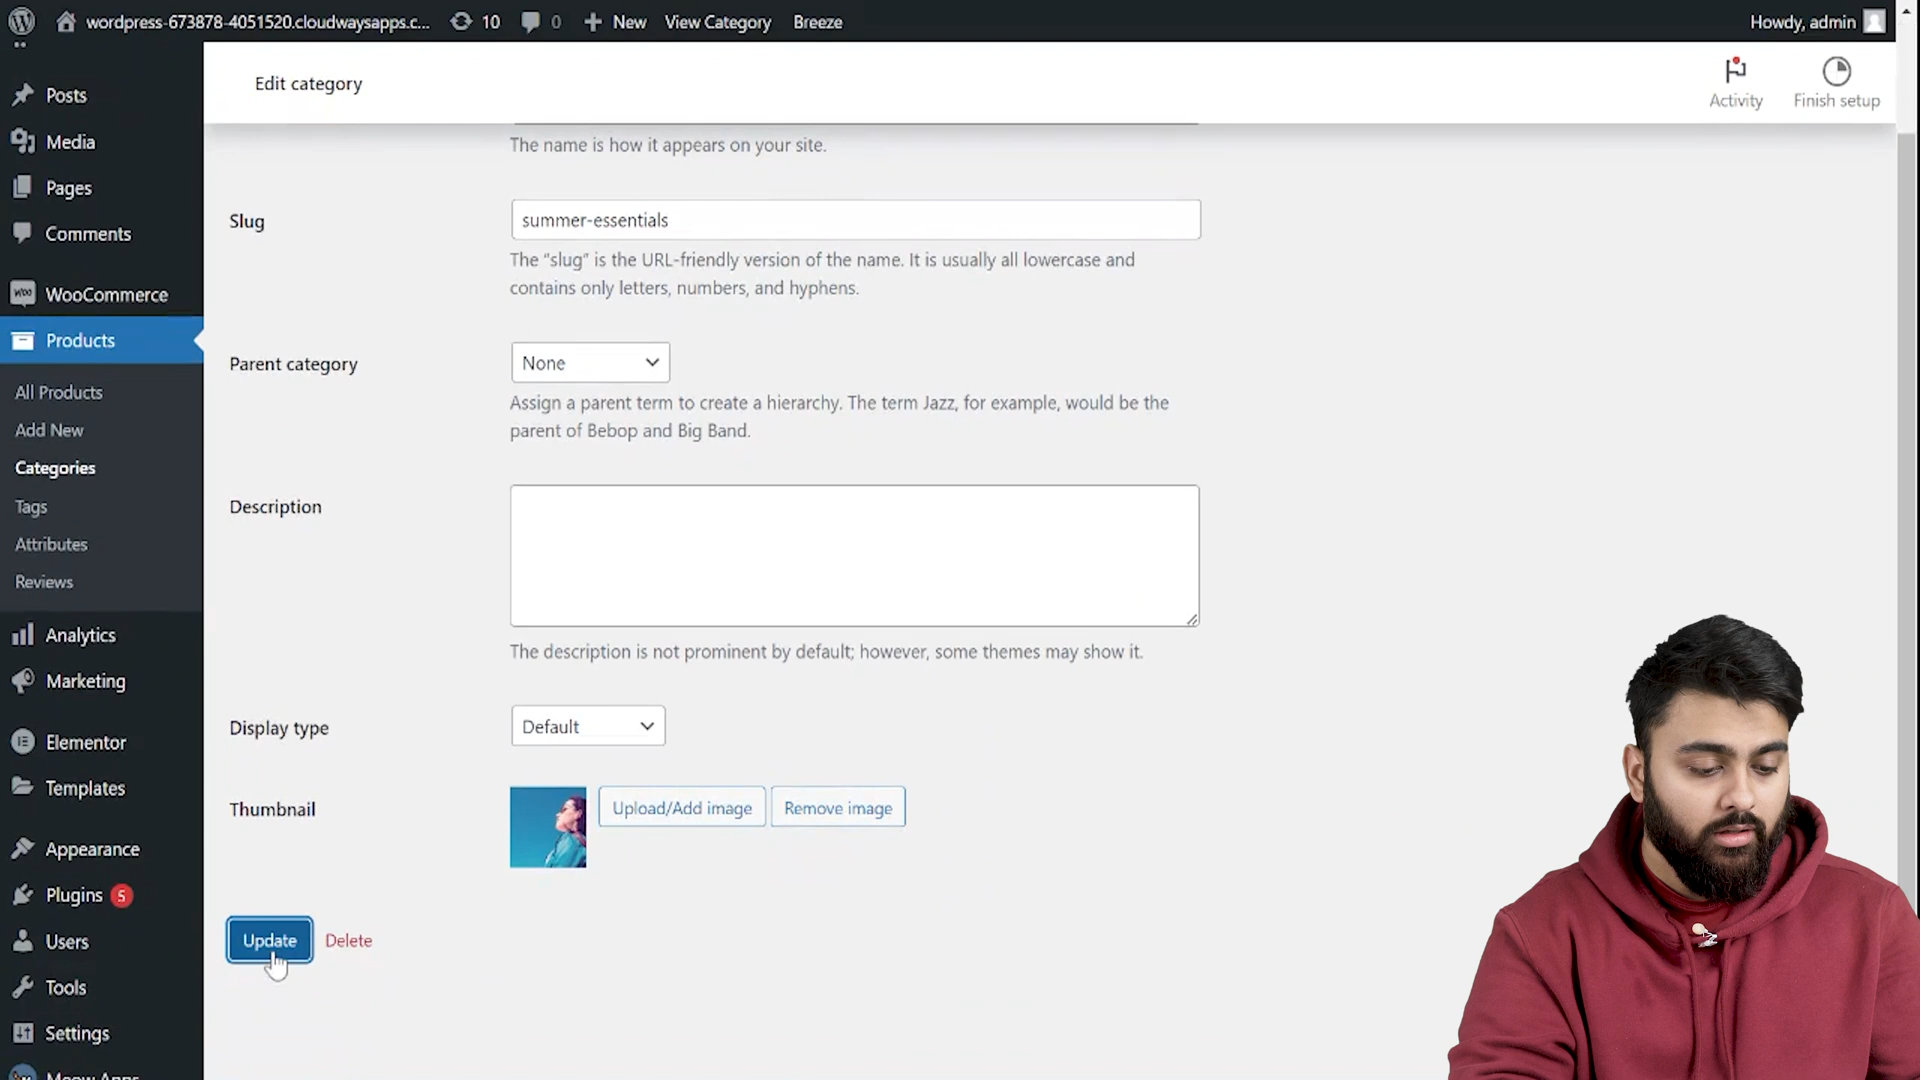 wordpress-673878-4051520.cloudwaysapps.c... 10 0 New View Category Breeze Howdy, admin
Edit category
Activity
Finish setup
Posts
Media
Pages
Comments
WooCommerce
Products
All Products
Add New
Categories
Tags
Attributes
Reviews
Analytics
Marketing
Elementor
Templates
Appearance
Plugins 5
Users
Tools
Settings
Meow Apps
The name is how it appears on your site.
Slug
summer-essentials
The “slug” is the URL-friendly version of the name. It is usually all lowercase and
contains only letters, numbers, and hyphens.
Parent category
None
Assign a parent term to create a hierarchy. The term Jazz, for example, would be the
parent of Bebop and Big Band.
Description
The description is not prominent by default; however, some themes may show it.
Display type
Default
Thumbnail
Upload/Add image
Remove image
Update
Delete